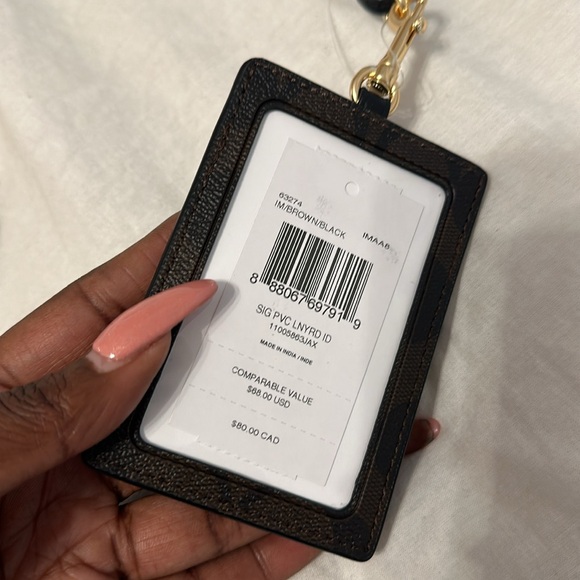 63274
IM/BROWN/BLACK IMAAB
8 88067 69791 9
SIG PVC LNYRD ID
11005863JAX
MADE IN INDIA / INDE
COMPARABLE VALUE
$68.00 USD
$80.00 CAD